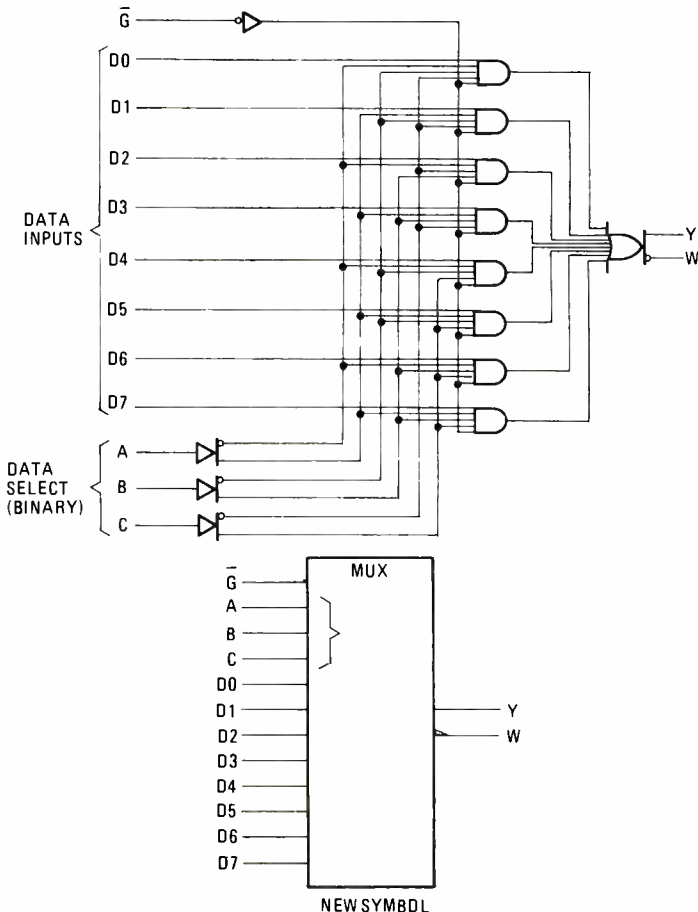 G̅
D0
D1
D2
D3
DATA
INPUTS
D4
D5
D6
D7
Y
W
A
DATA
SELECT
(BINARY)
B
C
MUX
G̅
A
B
C
D0
D1
D2
D3
D4
D5
D6
D7
Y
W
NEW SYMBDL